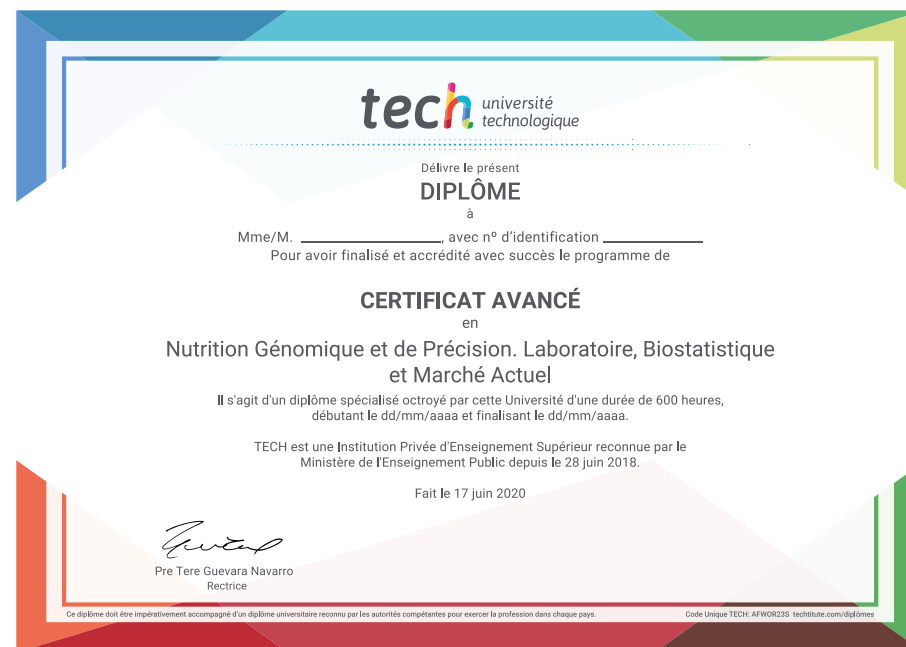 tech université
technologique
Délivre le présent
DIPLÔME
à
Mme/M. ____________________, avec nº d'identification ______________
Pour avoir finalisé et accrédité avec succès le programme de
CERTIFICAT AVANCÉ
en
Nutrition Génomique et de Précision. Laboratoire, Biostatistique
et Marché Actuel
Il s'agit d'un diplôme spécialisé octroyé par cette Université d'une durée de 600 heures,
débutant le dd/mm/aaaa et finalisant le dd/mm/aaaa.
TECH est une Institution Privée d'Enseignement Supérieur reconnue par le
Ministère de l'Enseignement Public depuis le 28 juin 2018.
Fait le 17 juin 2020
Pre Tere Guevara Navarro
Rectrice
Ce diplôme doit être impérativement accompagné d'un diplôme universitaire reconnu par les autorités compétentes pour exercer la profession dans chaque pays.
Code Unique TECH: AFWOR23S techtitute.com/diplômes